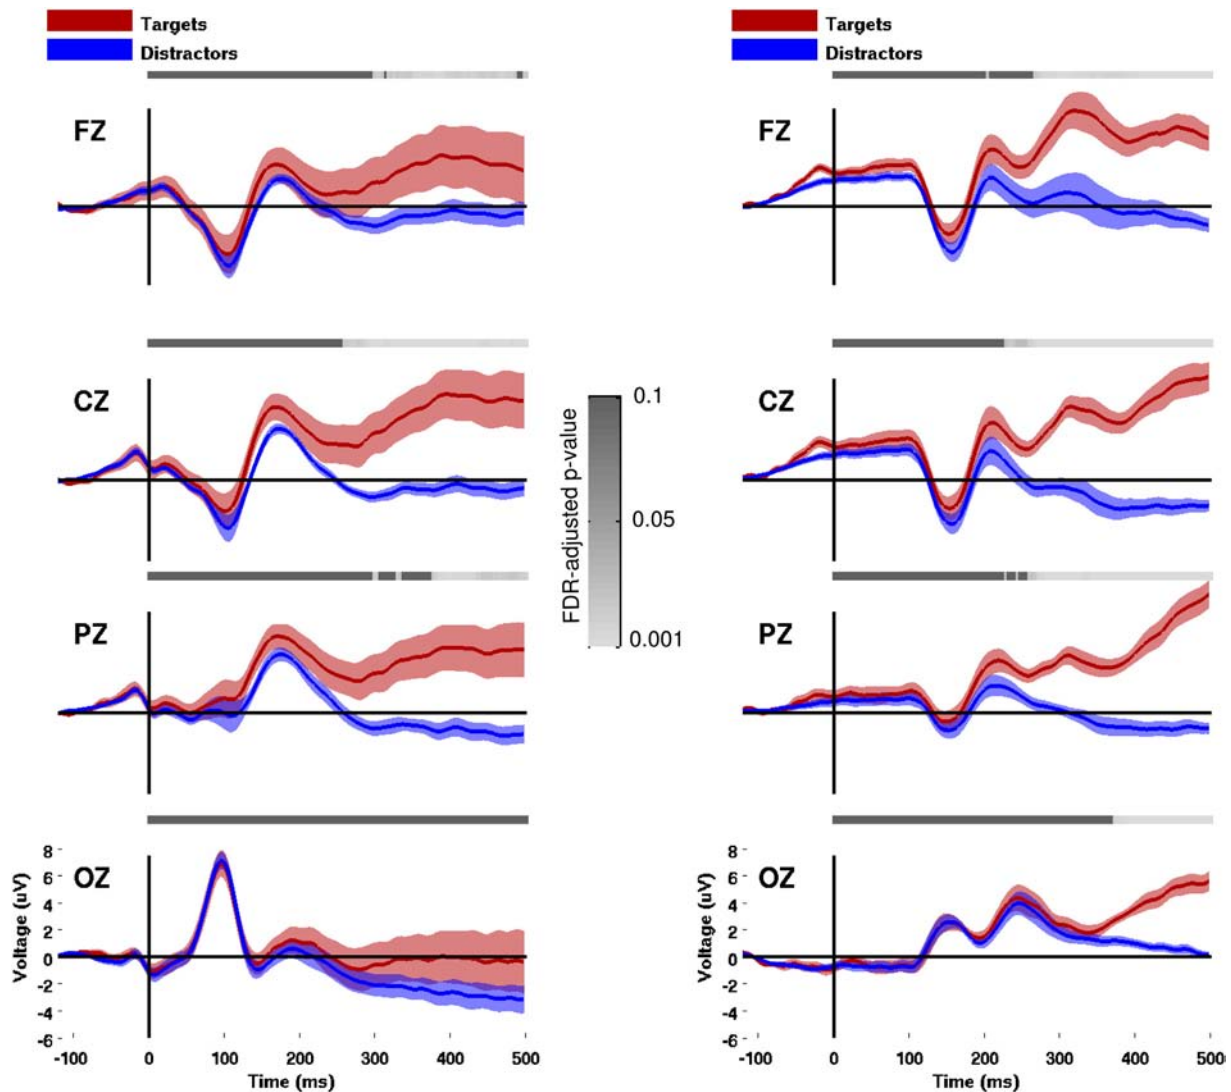 Targets
Distractors
FZ
CZ
PZ
OZ
8
6
4
2
0
-2
-4
-6
Voltage (uV)
-100 0 100 200 300 400 500
Time (ms)
0.1
0.05
0.001
FDR-adjusted p-value
Targets
Distractors
FZ
CZ
PZ
OZ
8
6
4
2
0
-2
-4
-6
Voltage (uV)
-100 0 100 200 300 400 500
Time (ms)